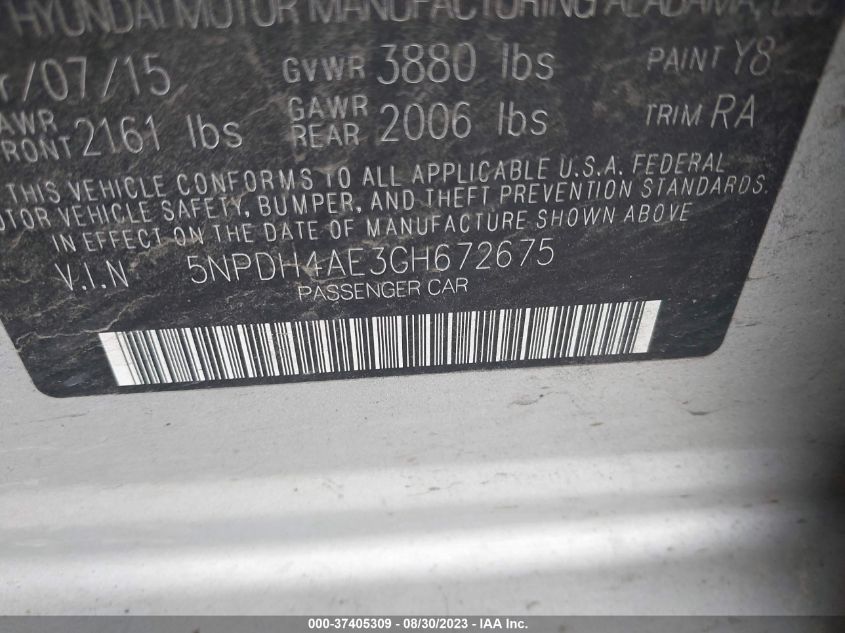 HYUNDAI MOTOR MANUFACTURING ALABAMA,
/07/15 GVWR 3880 lbs PAINT Y8
FRONT 2161 lbs GAWR REAR 2006 lbs TRIM RA
THIS VEHICLE CONFORMS TO ALL APPLICABLE U.S.A. FEDERAL
MOTOR VEHICLE SAFETY, BUMPER, AND THEFT PREVENTION STANDARDS
IN EFFECT ON THE DATE OF MANUFACTURE SHOWN ABOVE
V.I.N 5NPDH4AE3GH672675
PASSENGER CAR
000-37405309 - 08/30/2023 - IAA Inc.